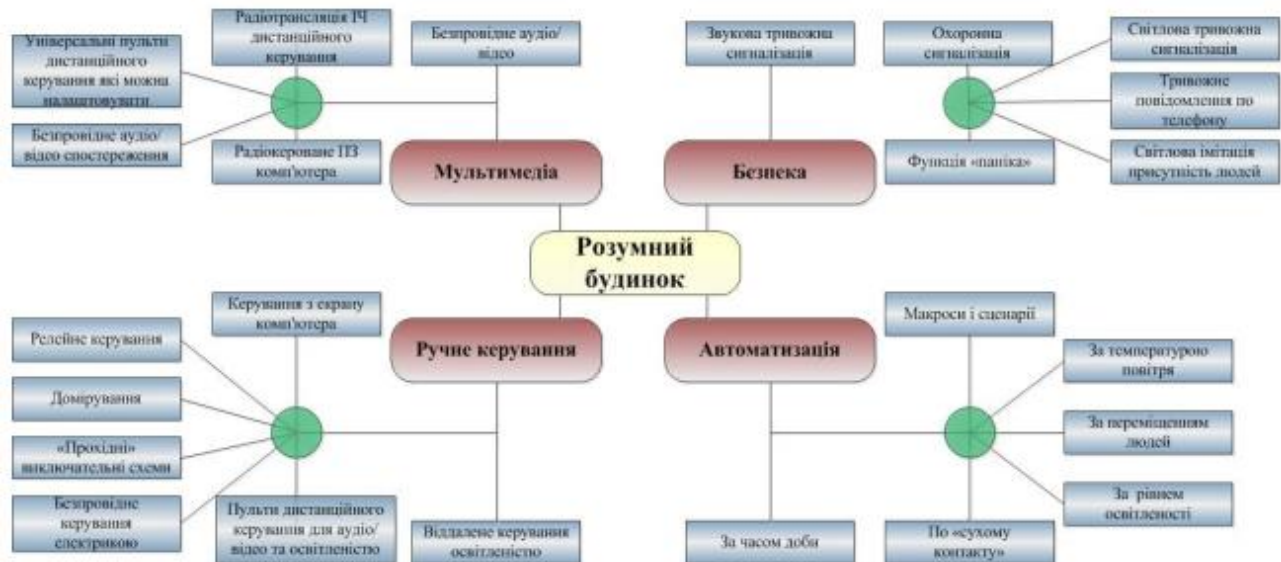 Радіотрансляція ІЧ
дистанційного
керування
Безпровідне аудіо/
відео
Універсальні пульти
дистанційного
керування які можна
налаштовувати
Безпровідне аудіо/
відео спостереження
Радіокероване ПЗ
комп'ютера
Мультимедіа
Звукова тривожна
сигналізація
Охоронна
сигналізація
Світлова тривожна
сигналізація
Тривожне
повідомлення по
телефону
Світлова імітація
присутність людей
Функція «паніка»
Безпека
Розумний
будинок
Керування з екрану
комп'ютера
Ручне керування
Релейне керування
Домірування
«Прохідні»
виключательні схеми
Безпровідне
керування
електрикою
Пульти дистанційного
керування для аудіо/
відео та освітленістю
Віддалене керування
освітленістю
Автоматизація
Макроси і сценарії
За температурою
повітря
За переміщенням
людей
За рівнем
освітленості
По «сухому
контакту»
За часом доби